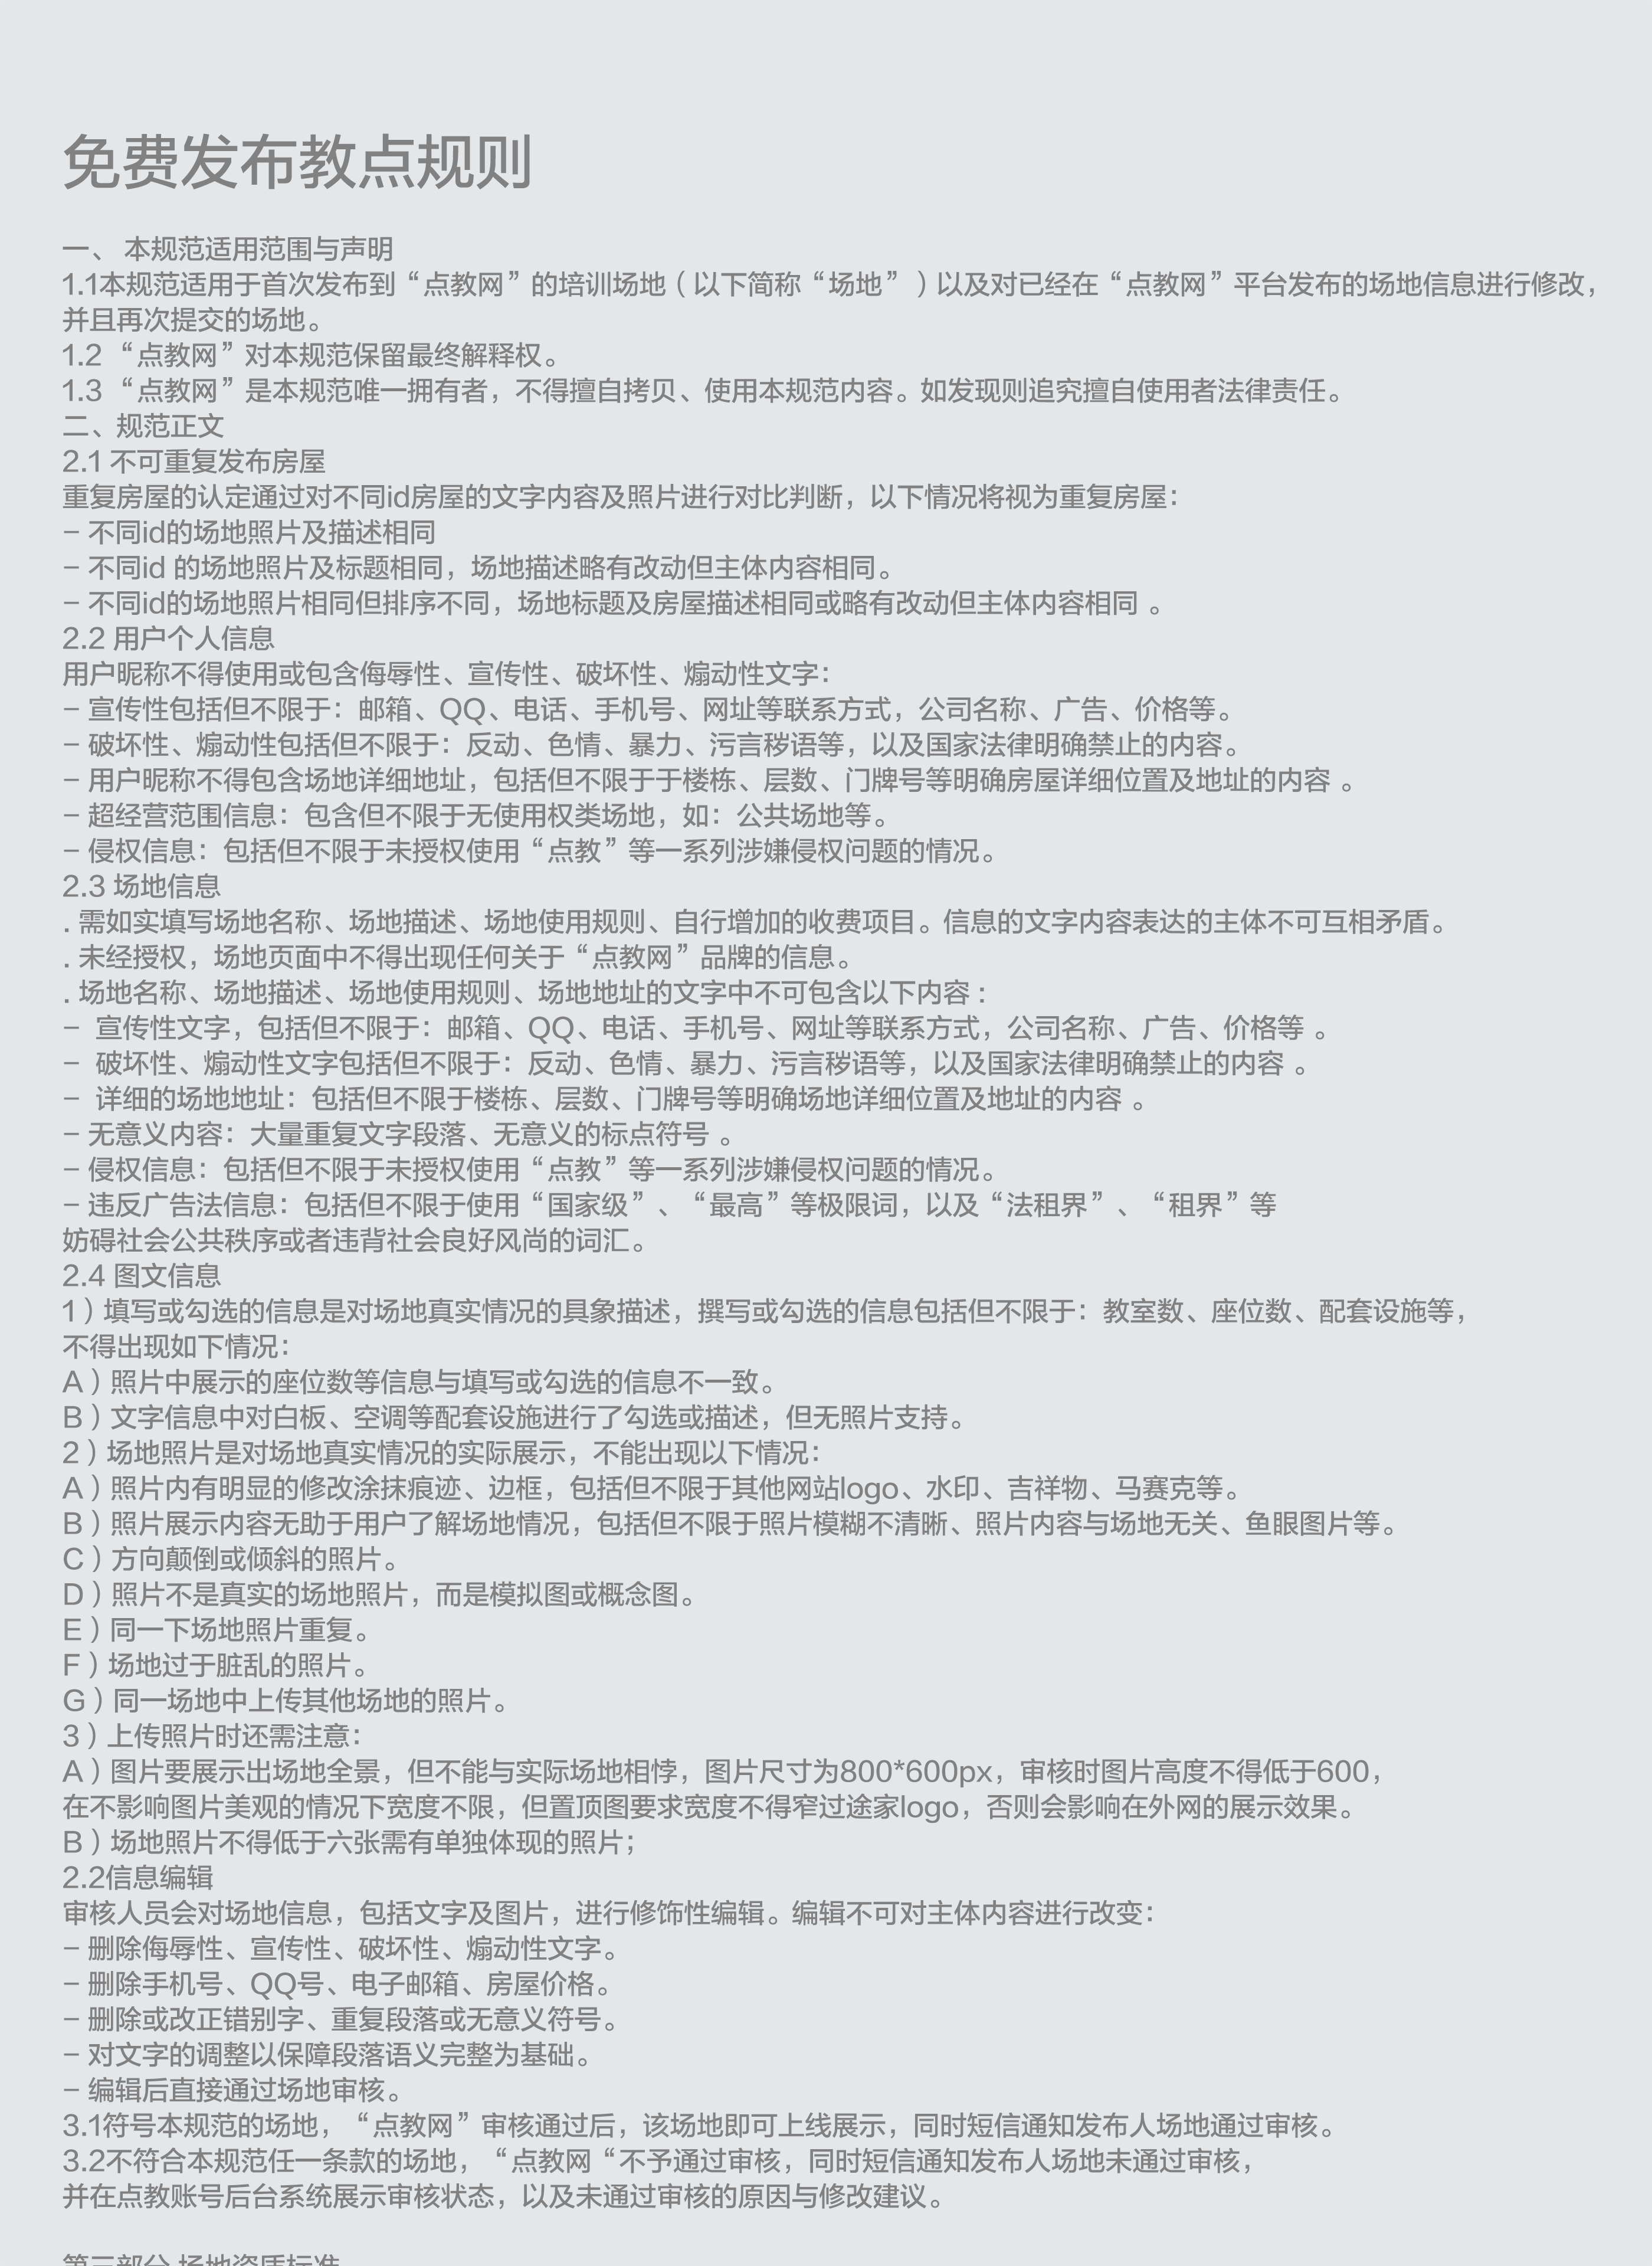 免费发布教点规则
一、 本规范适用范围与声明
1.1本规范适用于首次发布到“点教网”的培训场地（以下简称“场地”）以及对已经在“点教网”平台发布的场地信息进行修改，
并且再次提交的场地。
1.2 “点教网”对本规范保留最终解释权。
1.3 “点教网”是本规范唯一拥有者，不得擅自拷贝、使用本规范内容。如发现则追究擅自使用者法律责任。
二、规范正文
2.1 不可重复发布房屋
重复房屋的认定通过对不同id房屋的文字内容及照片进行对比判断，以下情况将视为重复房屋：
– 不同id的场地照片及描述相同
– 不同id 的场地照片及标题相同，场地描述略有改动但主体内容相同。
– 不同id的场地照片相同但排序不同，场地标题及房屋描述相同或略有改动但主体内容相同 。
2.2 用户个人信息
用户昵称不得使用或包含侮辱性、宣传性、破坏性、煽动性文字：
– 宣传性包括但不限于：邮箱、QQ、电话、手机号、网址等联系方式，公司名称、广告、价格等。
– 破坏性、煽动性包括但不限于：反动、色情、暴力、污言秽语等，以及国家法律明确禁止的内容。
– 用户昵称不得包含场地详细地址，包括但不限于于楼栋、层数、门牌号等明确房屋详细位置及地址的内容 。
– 超经营范围信息：包含但不限于无使用权类场地，如：公共场地等。
– 侵权信息：包括但不限于未授权使用“点教”等一系列涉嫌侵权问题的情况。
2.3 场地信息
. 需如实填写场地名称、场地描述、场地使用规则、自行增加的收费项目。信息的文字内容表达的主体不可互相矛盾。
. 未经授权，场地页面中不得出现任何关于“点教网”品牌的信息。
. 场地名称、场地描述、场地使用规则、场地地址的文字中不可包含以下内容 :
– 宣传性文字，包括但不限于：邮箱、QQ、电话、手机号、网址等联系方式，公司名称、广告、价格等 。
– 破坏性、煽动性文字包括但不限于：反动、色情、暴力、污言秽语等，以及国家法律明确禁止的内容 。
– 详细的场地地址：包括但不限于楼栋、层数、门牌号等明确场地详细位置及地址的内容 。
– 无意义内容：大量重复文字段落、无意义的标点符号 。
– 侵权信息：包括但不限于未授权使用“点教”等一系列涉嫌侵权问题的情况。
– 违反广告法信息：包括但不限于使用“国家级”、“最高”等极限词，以及“法租界”、“租界”等
妨碍社会公共秩序或者违背社会良好风尚的词汇。
2.4 图文信息
1）填写或勾选的信息是对场地真实情况的具象描述，撰写或勾选的信息包括但不限于：教室数、座位数、配套设施等，
不得出现如下情况：
A）照片中展示的座位数等信息与填写或勾选的信息不一致。
B）文字信息中对白板、空调等配套设施进行了勾选或描述，但无照片支持。
2）场地照片是对场地真实情况的实际展示，不能出现以下情况：
A）照片内有明显的修改涂抹痕迹、边框，包括但不限于其他网站logo、水印、吉祥物、马赛克等。
B）照片展示内容无助于用户了解场地情况，包括但不限于照片模糊不清晰、照片内容与场地无关、鱼眼图片等。
C）方向颠倒或倾斜的照片。
D）照片不是真实的场地照片，而是模拟图或概念图。
E）同一下场地照片重复。
F）场地过于脏乱的照片。
G）同一场地中上传其他场地的照片。
3）上传照片时还需注意：
A）图片要展示出场地全景，但不能与实际场地相悖，图片尺寸为800*600px，审核时图片高度不得低于600，
在不影响图片美观的情况下宽度不限，但置顶图要求宽度不得窄过途家logo，否则会影响在外网的展示效果。
B）场地照片不得低于六张需有单独体现的照片；
2.2信息编辑
审核人员会对场地信息，包括文字及图片，进行修饰性编辑。编辑不可对主体内容进行改变：
– 删除侮辱性、宣传性、破坏性、煽动性文字。
– 删除手机号、QQ号、电子邮箱、房屋价格。
– 删除或改正错别字、重复段落或无意义符号。
– 对文字的调整以保障段落语义完整为基础。
– 编辑后直接通过场地审核。
3.1符号本规范的场地，“点教网”审核通过后，该场地即可上线展示，同时短信通知发布人场地通过审核。
3.2不符合本规范任一条款的场地，“点教网“不予通过审核，同时短信通知发布人场地未通过审核，
并在点教账号后台系统展示审核状态，以及未通过审核的原因与修改建议。
第三部分 场地资质标准